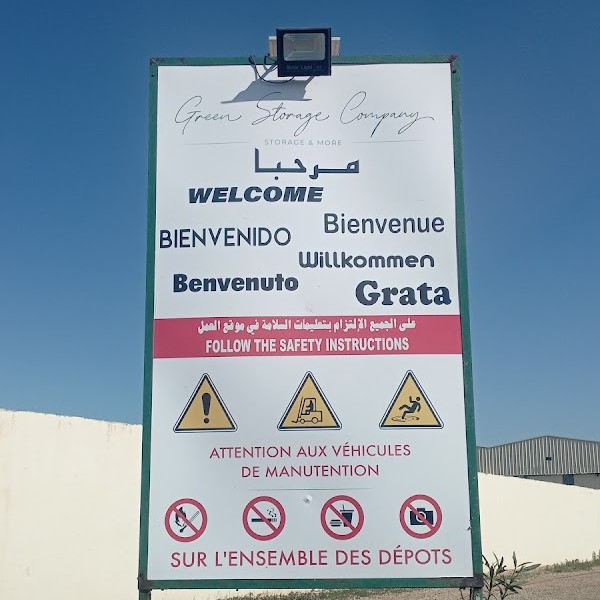 Green Storage Company
STORAGE & MORE
مرحبا
WELCOME
Bienvenue
BIENVENIDO
Willkommen
Benvenuto
Grata
على الجميع الإلتزام بتعليمات السلامة في موقع العمل
FOLLOW THE SAFETY INSTRUCTIONS
ATTENTION AUX VÉHICULES
DE MANUTENTION
SUR L'ENSEMBLE DES DÉPOTS